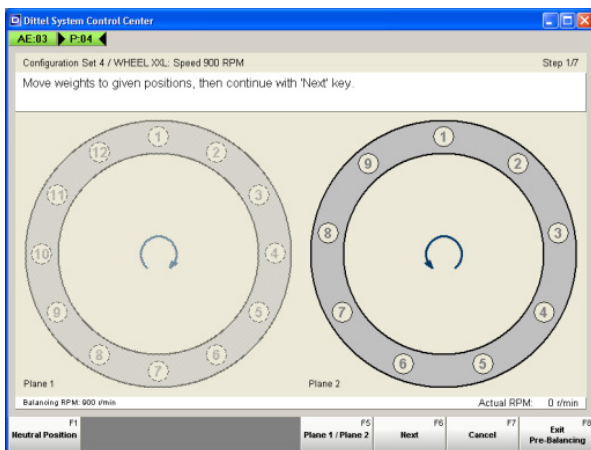 Dittel System Control Center
AE:03 P:04
Configuration Set 4 / WHEEL XXL: Speed 900 RPM Step 1/7
Move weights to given positions, then continue with 'Next' key.
1 2 3 4 5 6 7 8 9 10 11 12
1 2 3 4 5 6 7 8 9
Plane 1 Plane 2
Balancing RPM: 900 r/min Actual RPM: 0 r/min
F1 F5 F6 F7 F8
Neutral Position Plane 1 / Plane 2 Next Cancel Exit
Pre-Balancing